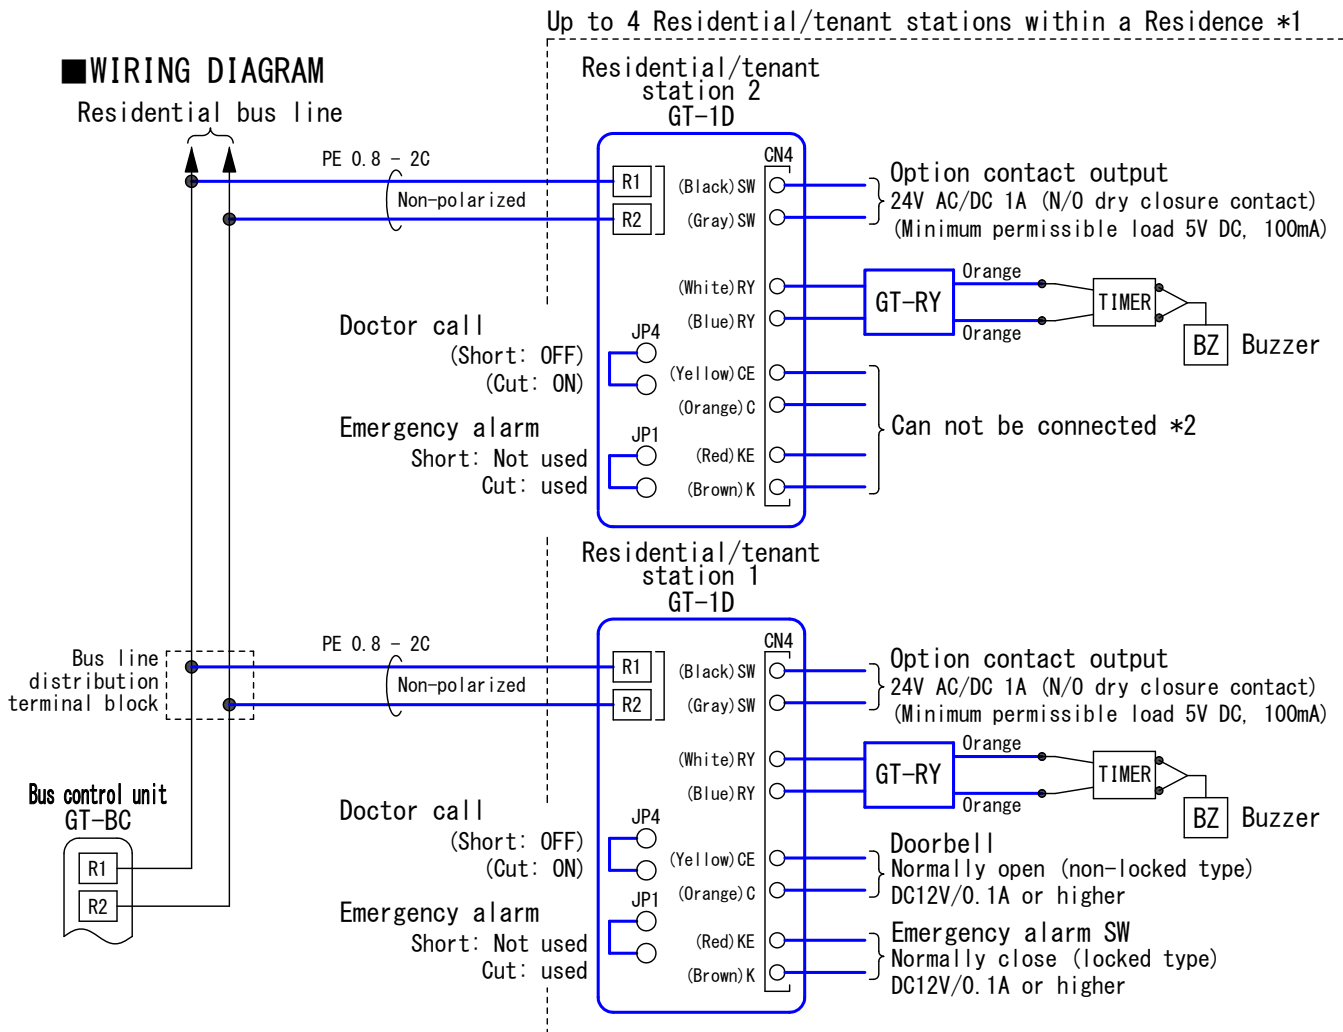 Up to 4 Residential/tenant stations within a Residence *1
■WIRING DIAGRAM
Residential bus line
Residential/tenant
station 2
GT-1D
PE 0.8 - 2C
Non-polarized
R1
R2
CN4
(Black)SW
(Gray)SW
(White)RY
(Blue)RY
(Yellow)CE
(Orange)C
(Red)KE
(Brown)K
Option contact output
24V AC/DC 1A (N/O dry closure contact)
(Minimum permissible load 5V DC, 100mA)
GT-RY
Orange
Orange
TIMER
BZ
Buzzer
Can not be connected *2
Doctor call
(Short: OFF)
(Cut: ON)
JP4
Emergency alarm
Short: Not used
Cut: used
JP1
Residential/tenant
station 1
GT-1D
PE 0.8 - 2C
Non-polarized
R1
R2
CN4
(Black)SW
(Gray)SW
(White)RY
(Blue)RY
(Yellow)CE
(Orange)C
(Red)KE
(Brown)K
Option contact output
24V AC/DC 1A (N/O dry closure contact)
(Minimum permissible load 5V DC, 100mA)
GT-RY
Orange
Orange
TIMER
BZ
Buzzer
Doorbell
Normally open (non-locked type)
DC12V/0.1A or higher
Emergency alarm SW
Normally close (locked type)
DC12V/0.1A or higher
Doctor call
(Short: OFF)
(Cut: ON)
JP4
Emergency alarm
Short: Not used
Cut: used
JP1
Bus line
distribution
terminal block
Bus control unit
GT-BC
R1
R2